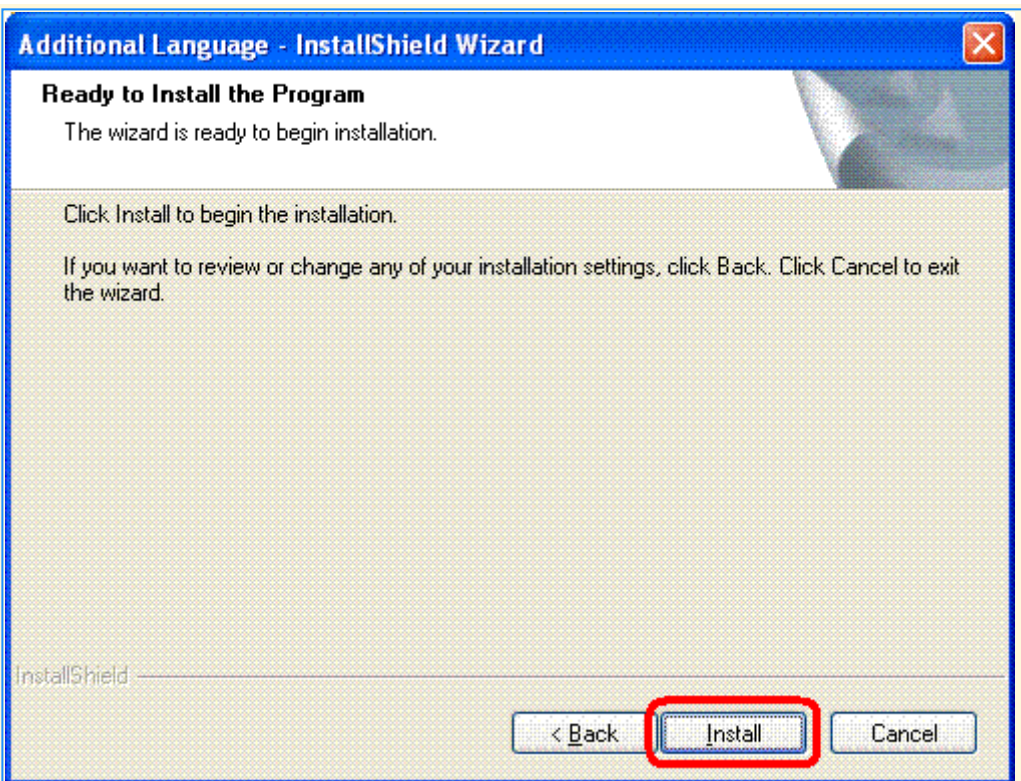 Additional Language - InstallShield Wizard
Ready to Install the Program
The wizard is ready to begin installation.
Click Install to begin the installation.
If you want to review or change any of your installation settings, click Back. Click Cancel to exit
the wizard.
InstallShield
< Back Install Cancel